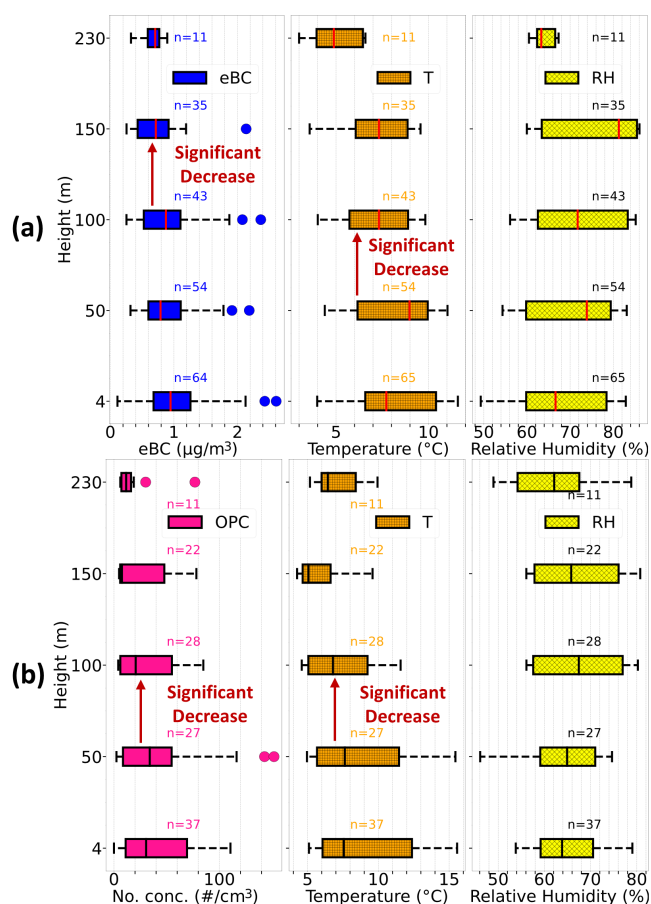 (a)
Height (m)
230
150
100
50
4
n=11
eBC
n=35
Significant
Decrease
n=43
n=54
n=64
0 1 2
eBC (µg/m³)
n=11
T
n=35
n=43
Significant
Decrease
n=54
n=65
5 10
Temperature (°C)
n=11
RH
n=35
n=43
n=54
n=65
50 60 70 80
Relative Humidity (%)
(b)
Height (m)
230
150
100
50
4
n=11
OPC
n=22
n=28
Significant
Decrease
n=27
n=37
0 50 100
No. conc. (#/cm³)
n=11
T
n=22
n=28
Significant
Decrease
n=27
n=37
5 10 15
Temperature (°C)
n=11
RH
n=22
n=28
n=27
n=37
50 60 70 80
Relative Humidity (%)